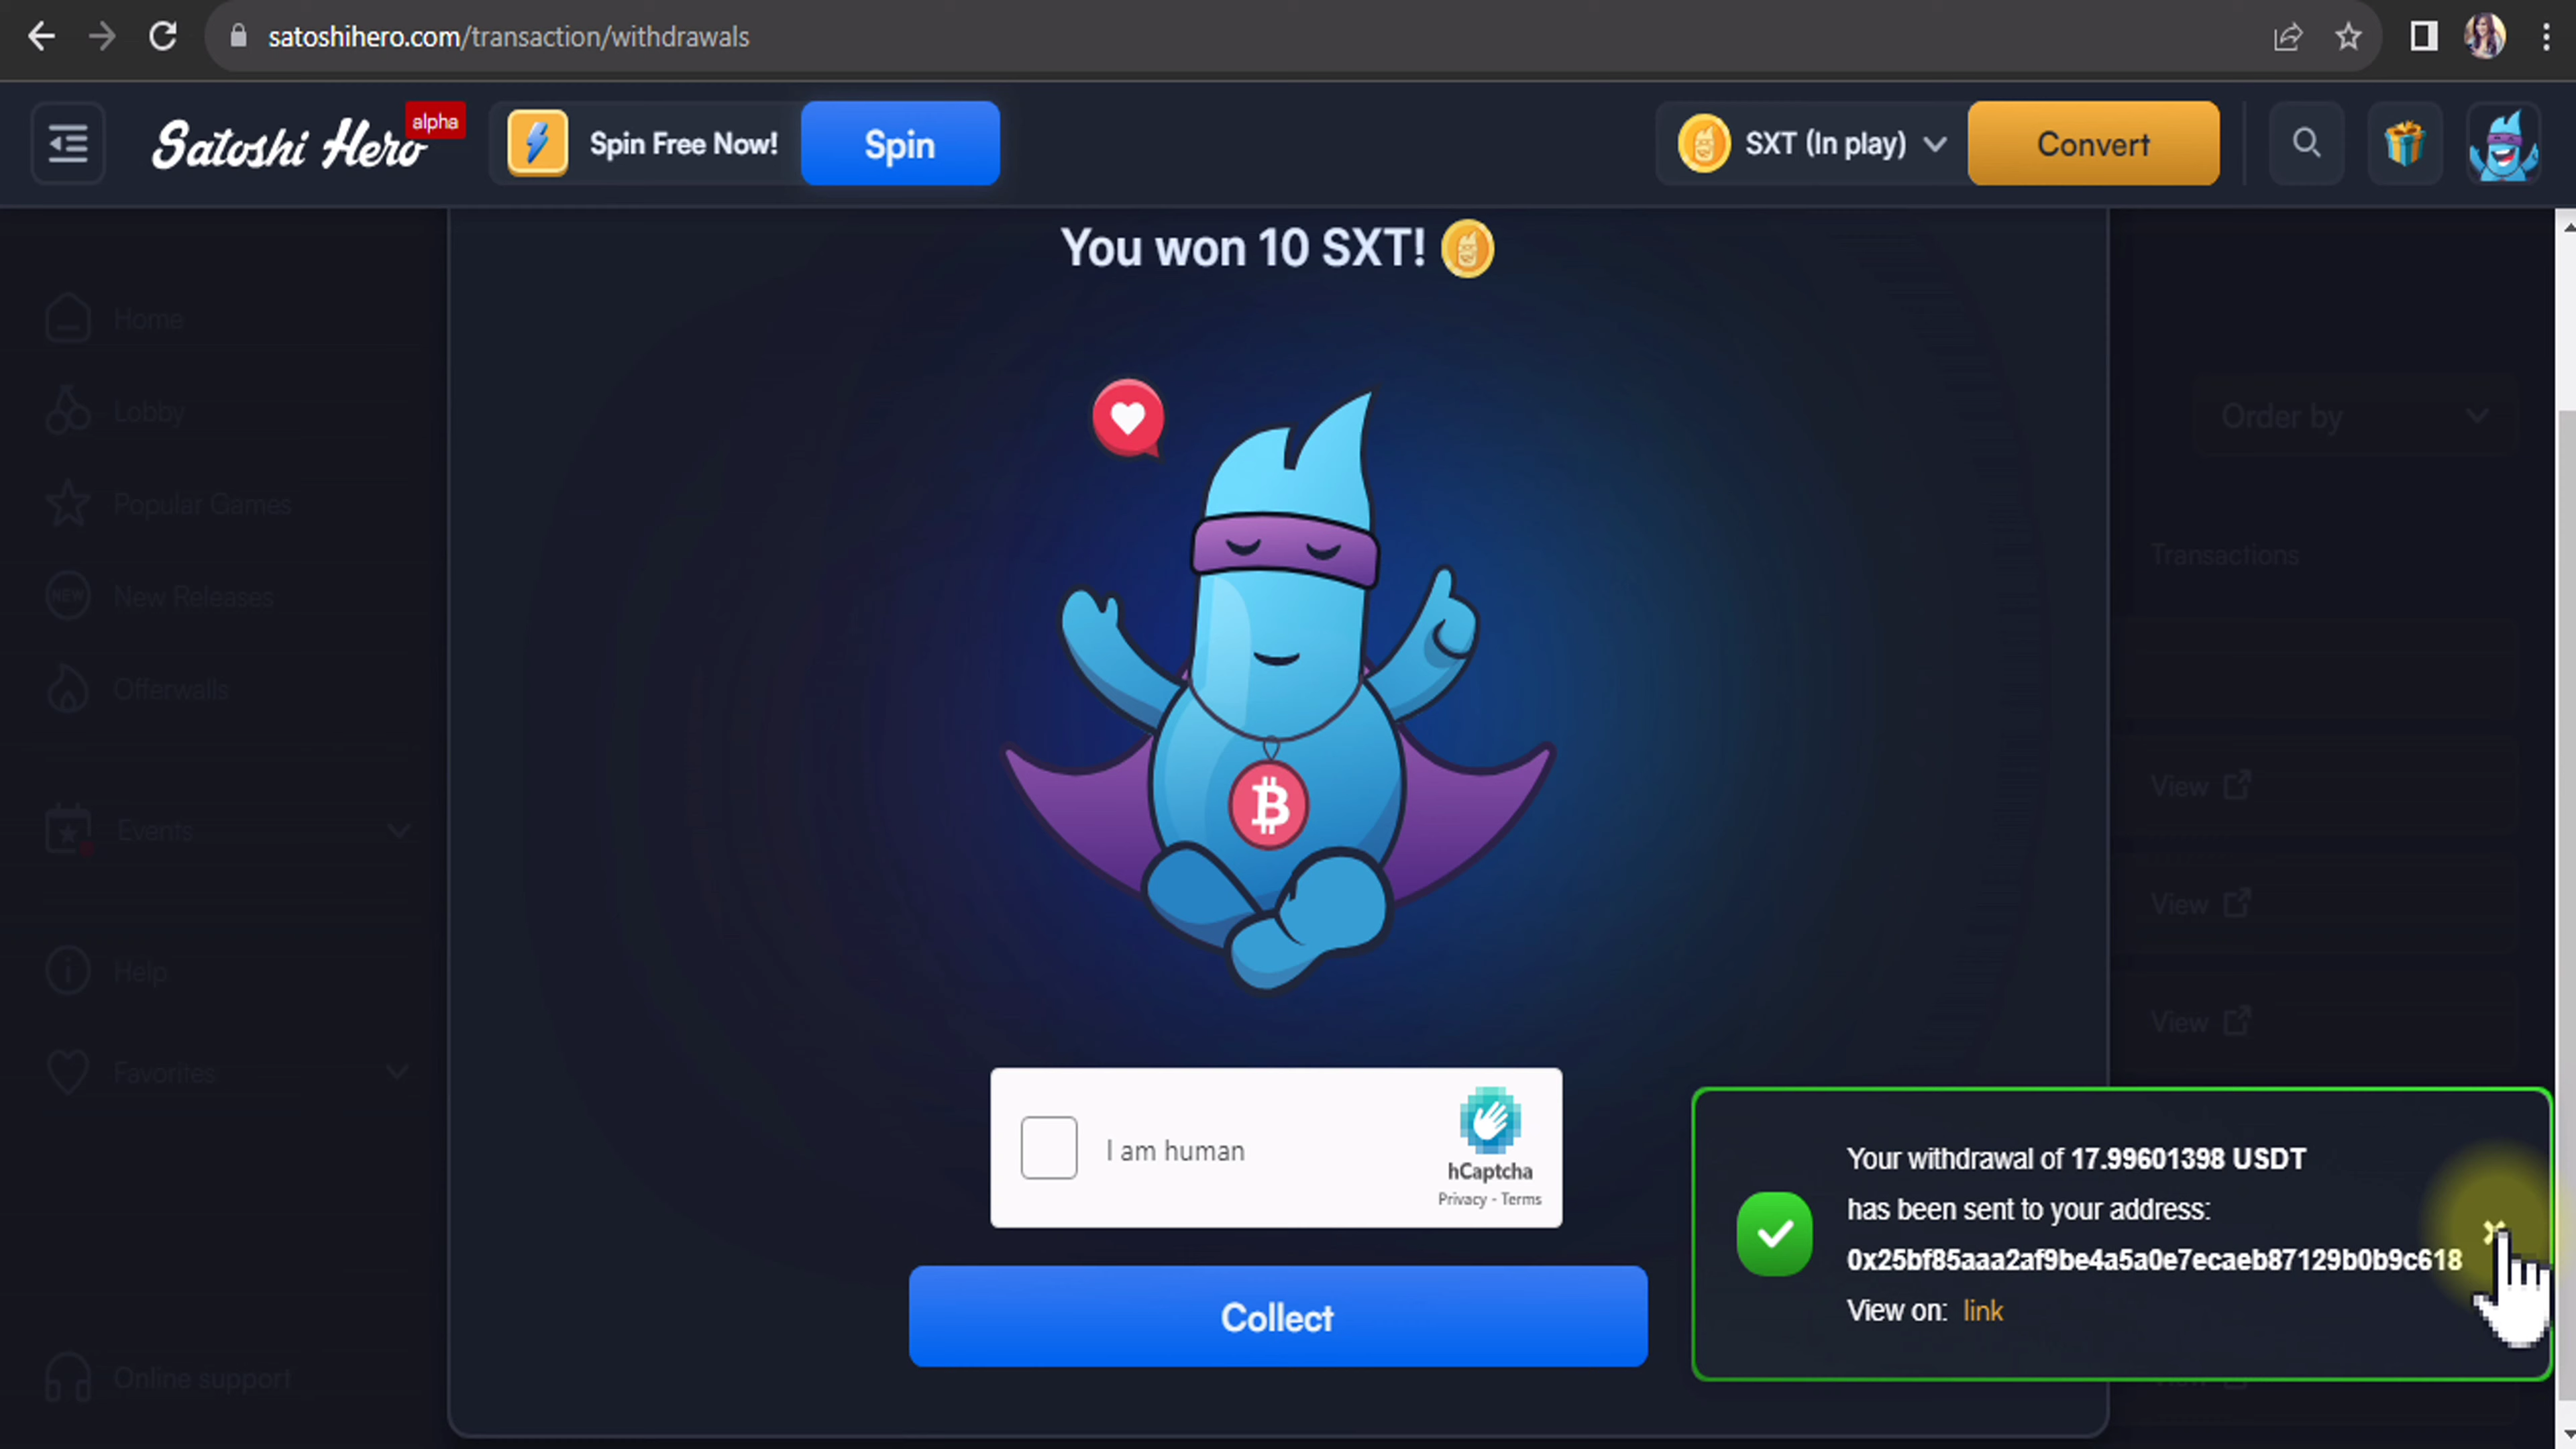 satoshihero.com/transaction/withdrawals
Satoshi Hero alpha
Spin Free Now!
Spin
SXT (In play)
Convert
You won 10 SXT!
Home
Lobby
Popular Games
NEW New Releases
Offerwalls
Events
Help
Favorites
Online support
Order by
Transactions
View
View
View
I am human
hCaptcha
Privacy - Terms
Collect
Your withdrawal of 17.99601398 USDT
has been sent to your address:
0x25bf85aaa2af9be4a5a0e7ecaeb87129b0b9c618
View on: link